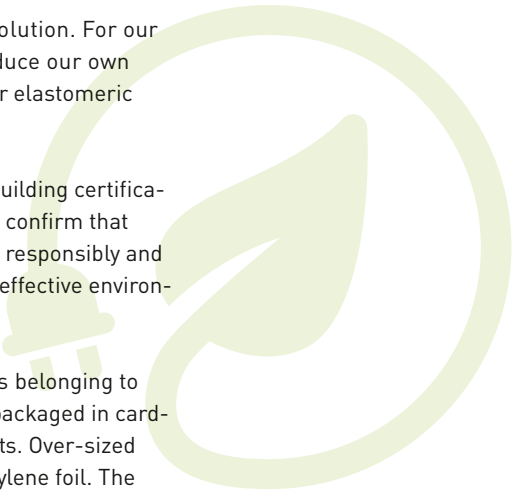 olution. For our
duce our own
r elastomeric
uilding certifica-
confirm that
responsibly and
effective environ-
s belonging to
packaged in card-
ts. Over-sized
ylene foil. The